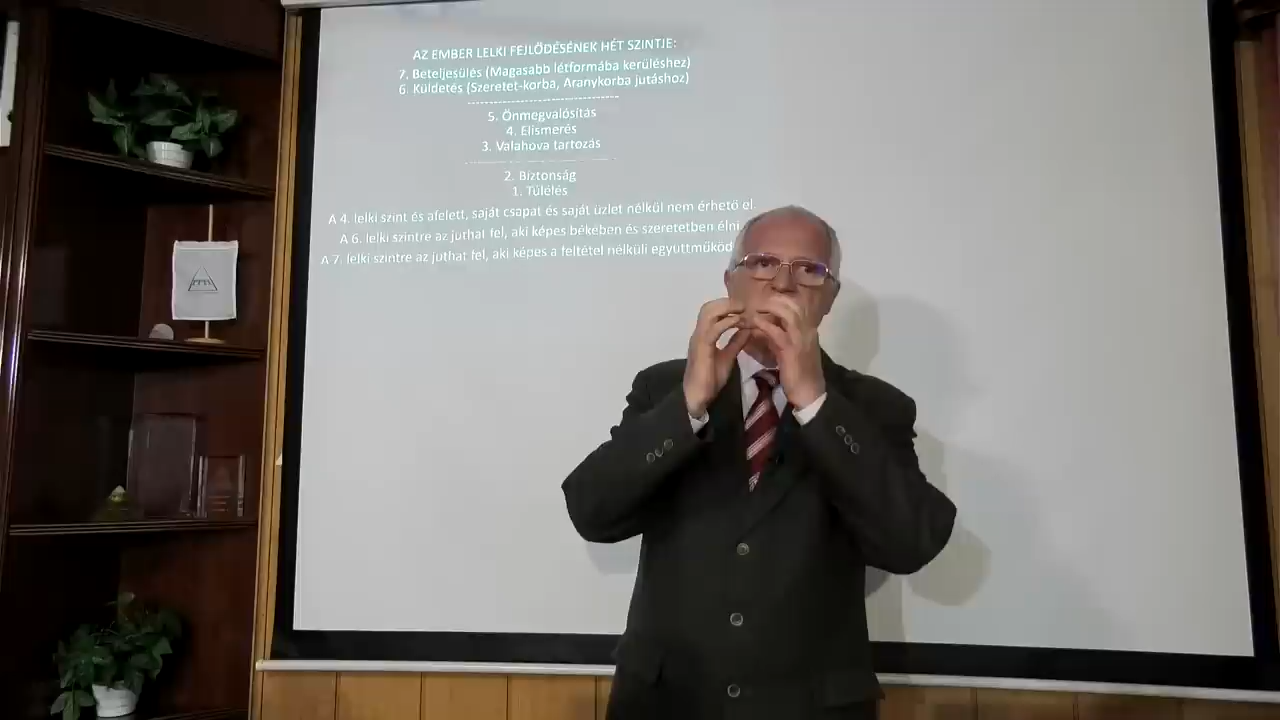 AZ EMBER LELKI FEJLŐDÉSÉNEK HÉT SZINTJE:
7. Beteljesülés (Magasabb létformába kerüléshez)
6. Küldetés (Szeretet-korba, Aranykorba jutáshoz)
5. Önmegvalósítás
4. Elismerés
3. Valahova tartozás
2. Biztonság
1. Túlélés
A 4. lelki szint és afelett, saját csapat és saját üzlet nélkül nem érhető el.
A 6. lelki szintre az juthat fel, aki képes békében és szeretetben élni
A 7. lelki szintre az juthat fel, aki képes a feltétel nélküli együttműköd